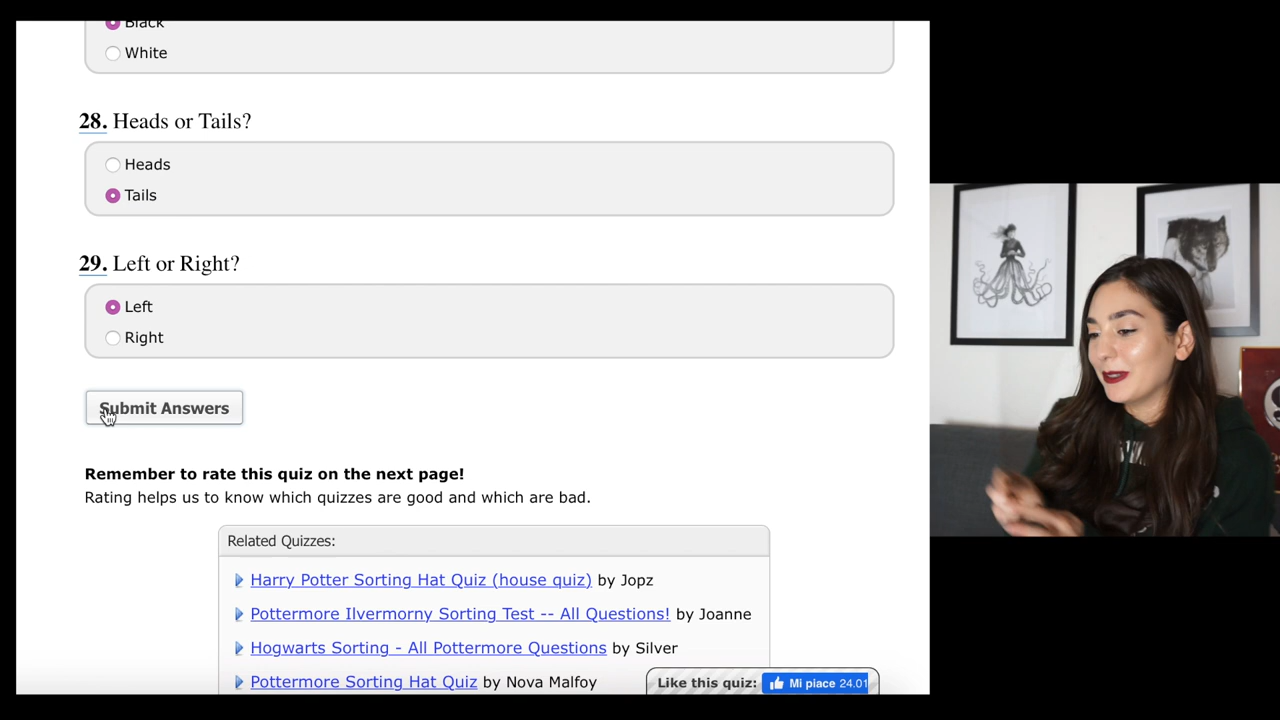 Black
White
28. Heads or Tails?
Heads
Tails
29. Left or Right?
Left
Right
Submit Answers
Remember to rate this quiz on the next page!
Rating helps us to know which quizzes are good and which are bad.
Related Quizzes:
Harry Potter Sorting Hat Quiz (house quiz) by Jopz
Pottermore Ilvermorny Sorting Test -- All Questions! by Joanne
Hogwarts Sorting - All Pottermore Questions by Silver
Pottermore Sorting Hat Quiz by Nova Malfoy
Like this quiz: Mi piace 24.01